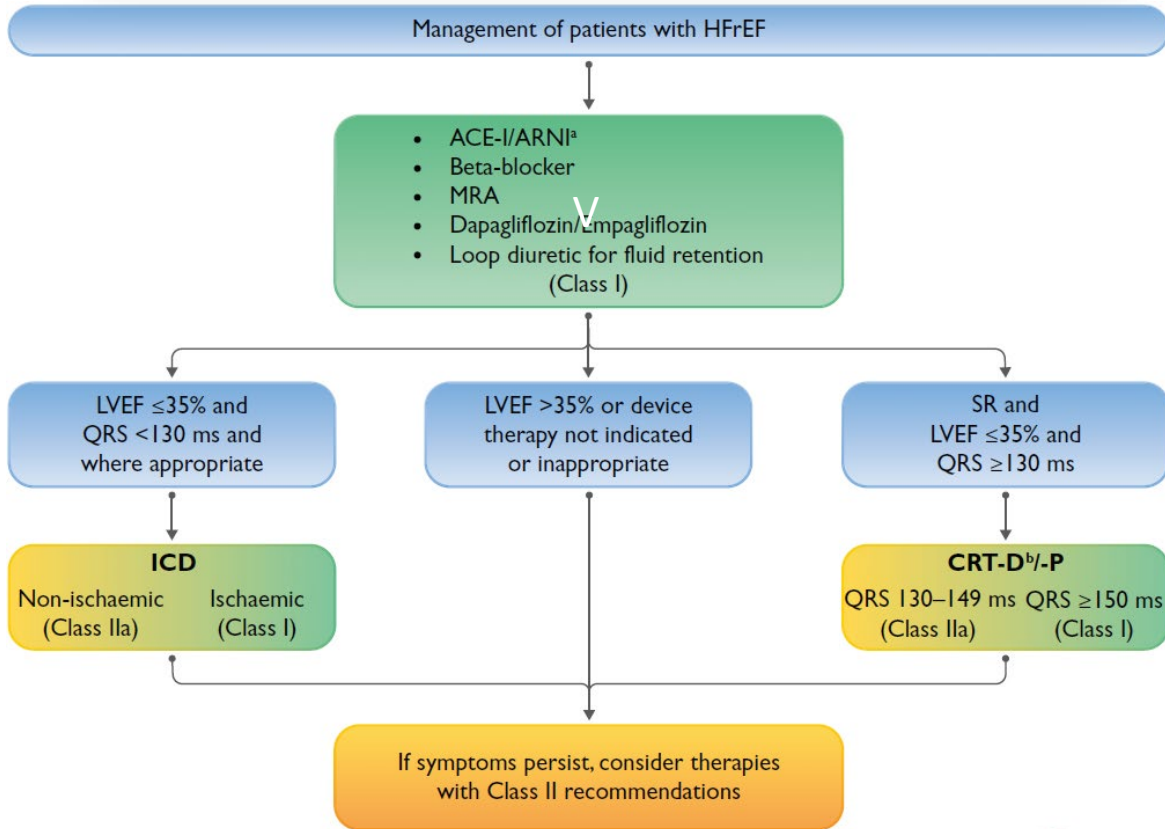 Management of patients with HFrEF
• ACE-I/ARNIᵃ
• Beta-blocker
• MRA
V
• Dapagliflozin/Empagliflozin
• Loop diuretic for fluid retention
(Class I)
LVEF ≤35% and
QRS <130 ms and
where appropriate
LVEF >35% or device
therapy not indicated
or inappropriate
SR and
LVEF ≤35% and
QRS ≥130 ms
ICD
Non-ischaemic
(Class IIa)
Ischaemic
(Class I)
CRT-Dᵇ/-P
QRS 130–149 ms
(Class IIa)
QRS ≥150 ms
(Class I)
If symptoms persist, consider therapies
with Class II recommendations